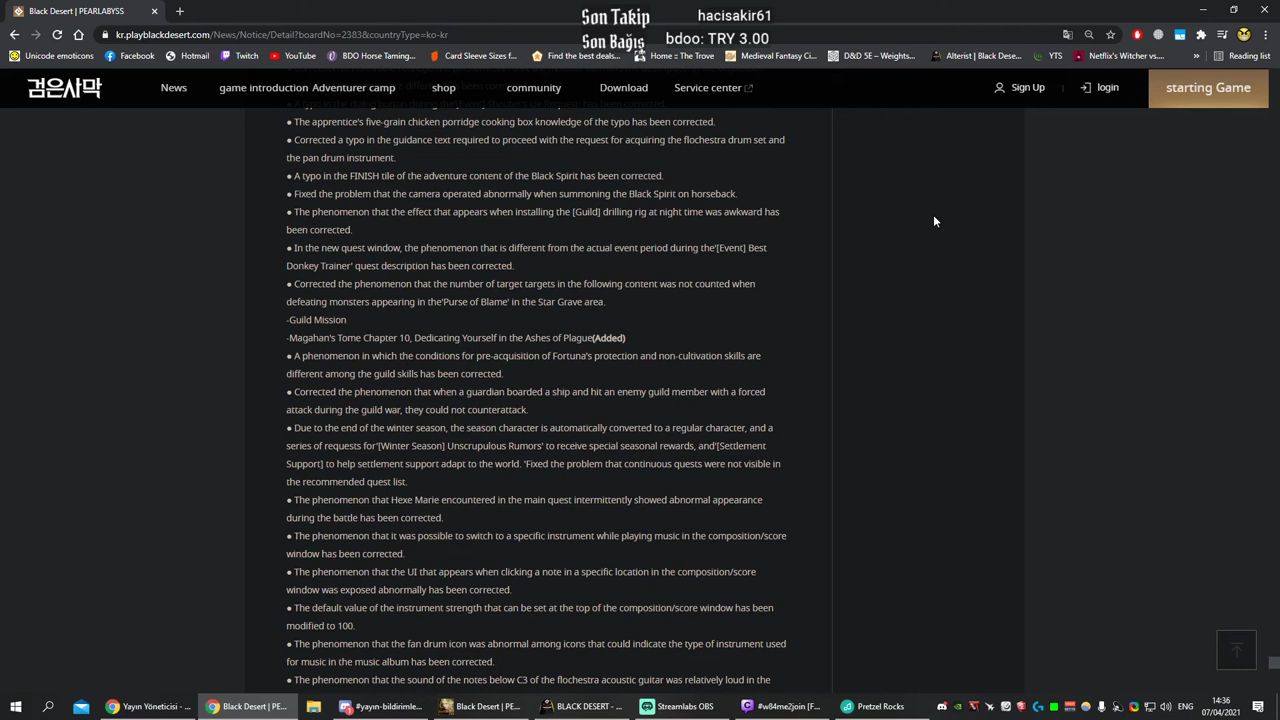 Son Takip
hacisakir61
Son Bağış
bdoo: TRY 3.00
Black Desert | PEARLABYSS
kr.playblackdesert.com/News/Notice/Detail?boardNo=2383&countryType=ko-kr
Unicode emoticons
Facebook
Twitch
Twitter
BDO Horse Taming...
Card Sleeve Sizes f...
Find the best deals...
Home :: The Trove
Medieval Fantasy Ci...
D&D 5E – Weights...
Alterist | Black Dese...
YTS
Netflix's Witcher vs...
Reading list
검은사막
News
game introduction
Adventurer camp
shop
community
Download
Service center
Sign Up
login
starting Game
● The apprentice's five-grain chicken porridge cooking box knowledge of the typo has been corrected.
● Corrected a typo in the guidance text required to proceed with the request for acquiring the flochestra drum set and
the pan drum instrument.
● A typo in the FINISH tile of the adventure content of the Black Spirit has been corrected.
● Fixed the problem that the camera operated abnormally when summoning the Black Spirit on horseback.
● The phenomenon that the effect that appears when installing the [Guild] drilling rig at night time was awkward has
been corrected.
● In the new quest window, the phenomenon that is different from the actual event period during the'[Event] Best
Donkey Trainer' quest description has been corrected.
● Corrected the phenomenon that the number of target targets in the following content was not counted when
defeating monsters appearing in the'Purse of Blame' in the Star Grave area.
-Guild Mission
-Magahan's Tome Chapter 10, Dedicating Yourself in the Ashes of Plague(Added)
● A phenomenon in which the conditions for pre-acquisition of Fortuna's protection and non-cultivation skills are
different among the guild skills has been corrected.
● Corrected the phenomenon that when a guardian boarded a ship and hit an enemy guild member with a forced
attack during the guild war, they could not counterattack.
● Due to the end of the winter season, the season character is automatically converted to a regular character, and a
series of requests for'[Winter Season] Unscrupulous Rumors' to receive special seasonal rewards, and'[Settlement
Support] to help settlement support adapt to the world. 'Fixed the problem that continuous quests were not visible in
the recommended quest list.
● The phenomenon that Hexe Marie encountered in the main quest intermittently showed abnormal appearance
during the battle has been corrected.
● The phenomenon that it was possible to switch to a specific instrument while playing music in the composition/score
window has been corrected.
● The phenomenon that the UI that appears when clicking a note in a specific location in the composition/score
window was exposed abnormally has been corrected.
● The default value of the instrument strength that can be set at the top of the composition/score window has been
modified to 100.
● The phenomenon that the fan drum icon was abnormal among icons that could indicate the type of instrument used
for music in the music album has been corrected.
● The phenomenon that the sound of the notes below C3 of the flochestra acoustic guitar was relatively loud in the
Yayın Yöneticisi - ...
Black Desert | PE...
#yayın-bildirimle...
Black Desert | PE...
BLACK DESERT - ...
Streamlabs OBS
#w84me2join [F...
Pretzel Rocks
14:36
07/04/2021